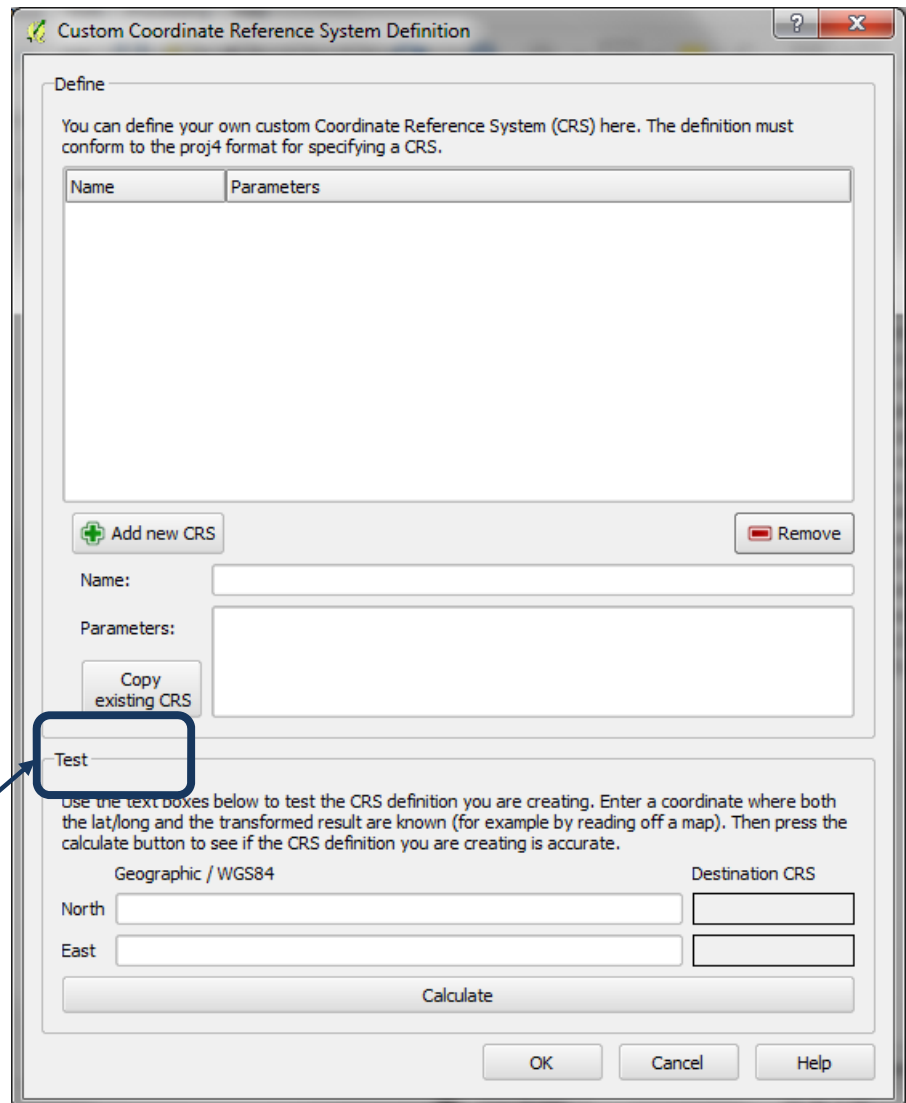 Custom Coordinate Reference System Definition
Define
You can define your own custom Coordinate Reference System (CRS) here. The definition must
conform to the proj4 format for specifying a CRS.
Name Parameters
Add new CRS Remove
Name:
Parameters:
Copy
existing CRS
Test
Use the text boxes below to test the CRS definition you are creating. Enter a coordinate where both
the lat/long and the transformed result are known (for example by reading off a map). Then press the
calculate button to see if the CRS definition you are creating is accurate.
Geographic / WGS84 Destination CRS
North
East
Calculate
OK Cancel Help